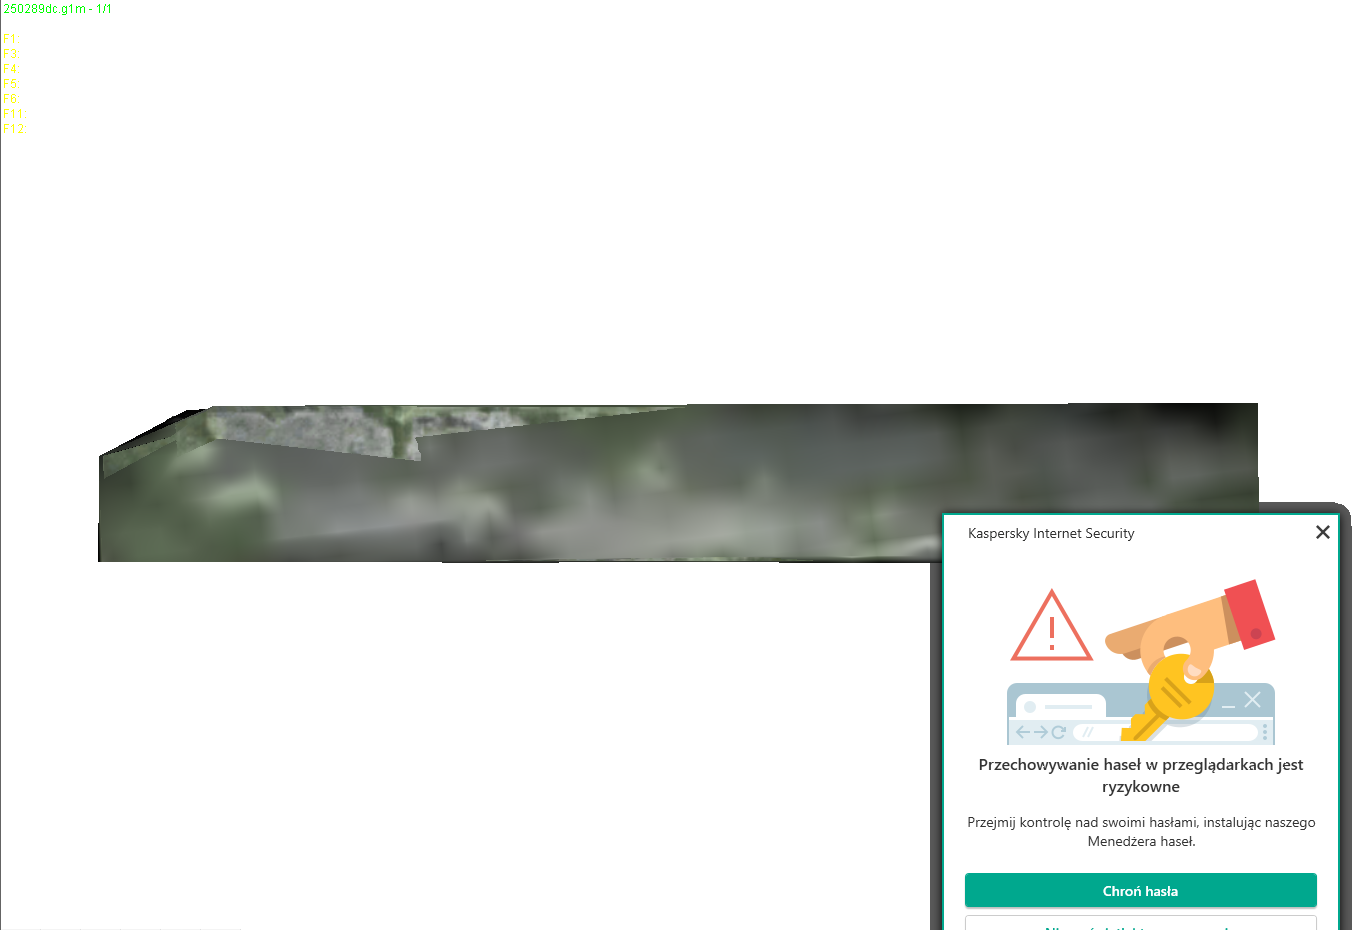 250289dc.g1m - 1/1
F1:
F3:
F4:
F5:
F6:
F11:
F12:
Kaspersky Internet Security
Przechowywanie haseł w przeglądarkach jest
ryzykowne
Przejmij kontrolę nad swoimi hasłami, instalując naszego
Menedżera haseł.
Chroń hasła